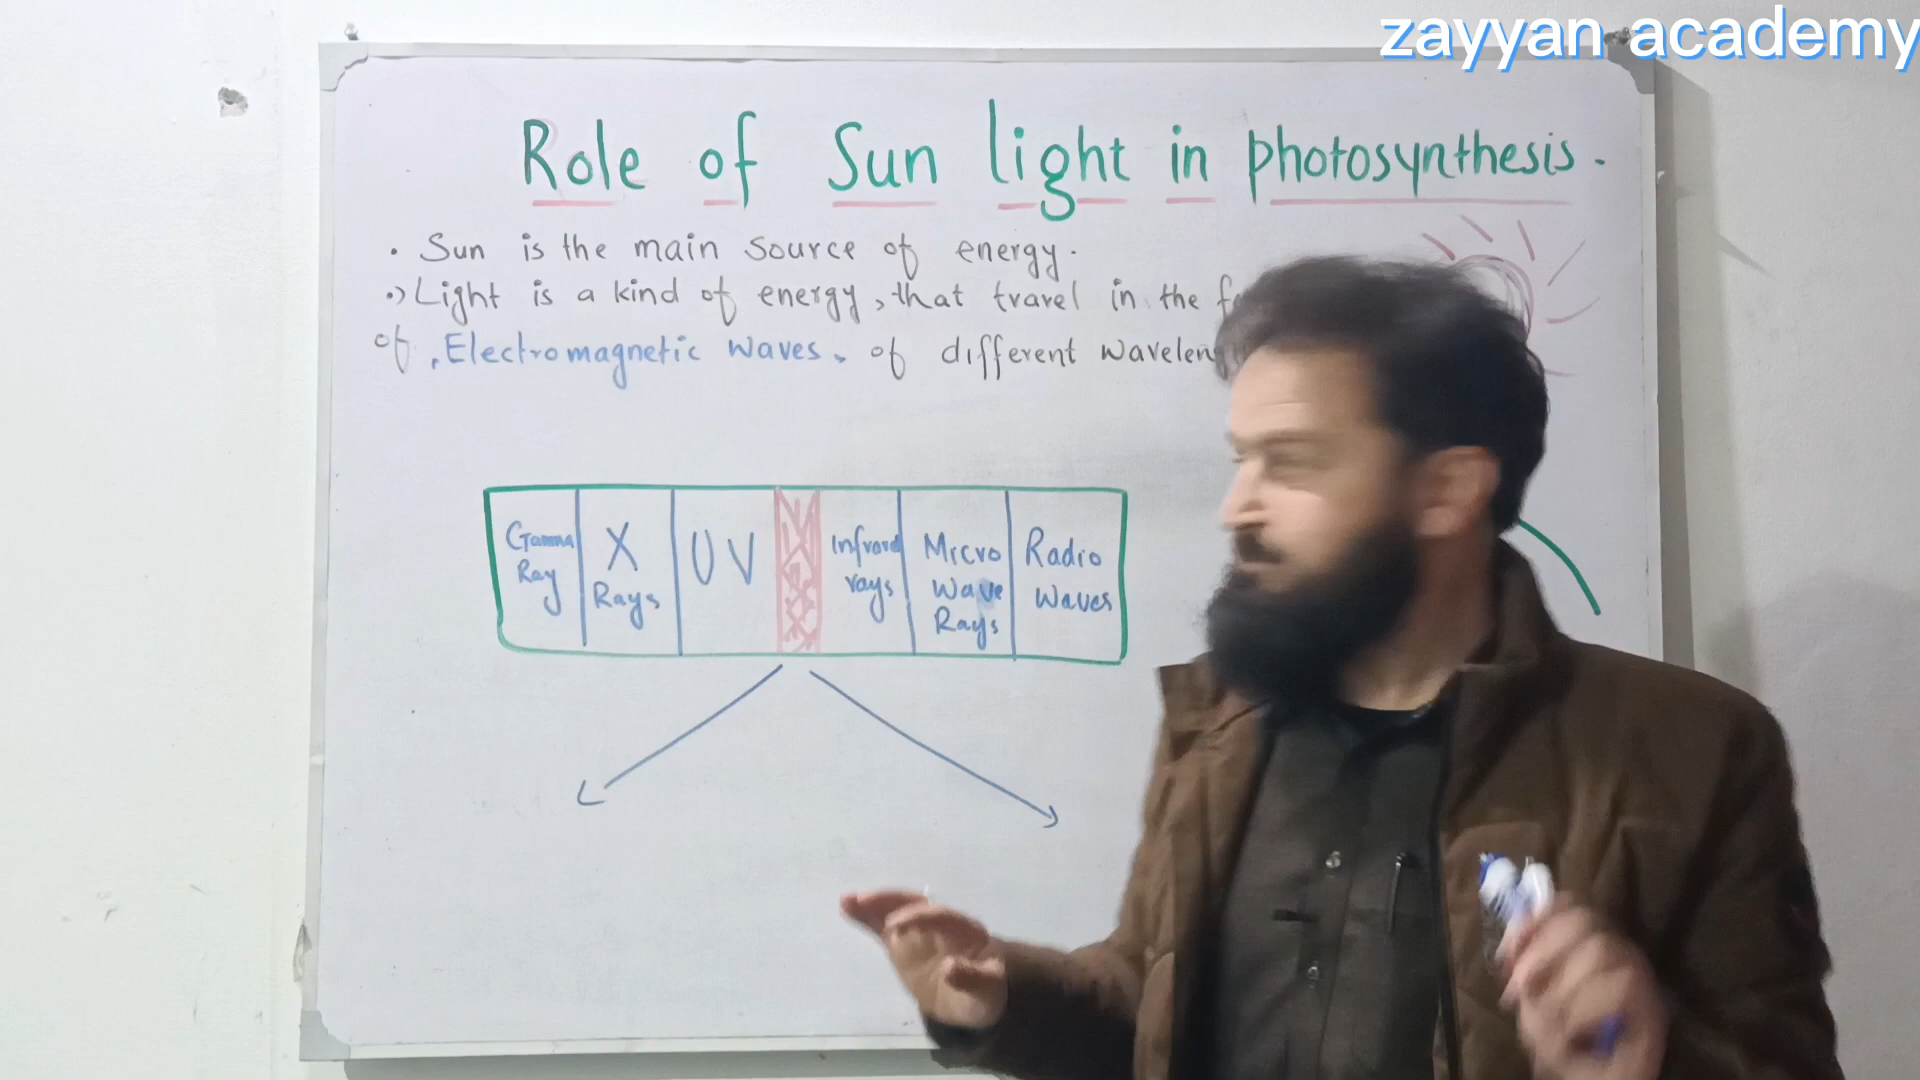 zayyan academy
Role of Sun light in photosynthesis.
• Sun is the main source of energy.
•) Light is a kind of energy, that travel in the
of, Electromagnetic waves, of different
Gamma Ray
X Rays
UV
Infrared rays
Micro Wave Rays
Radio Waves